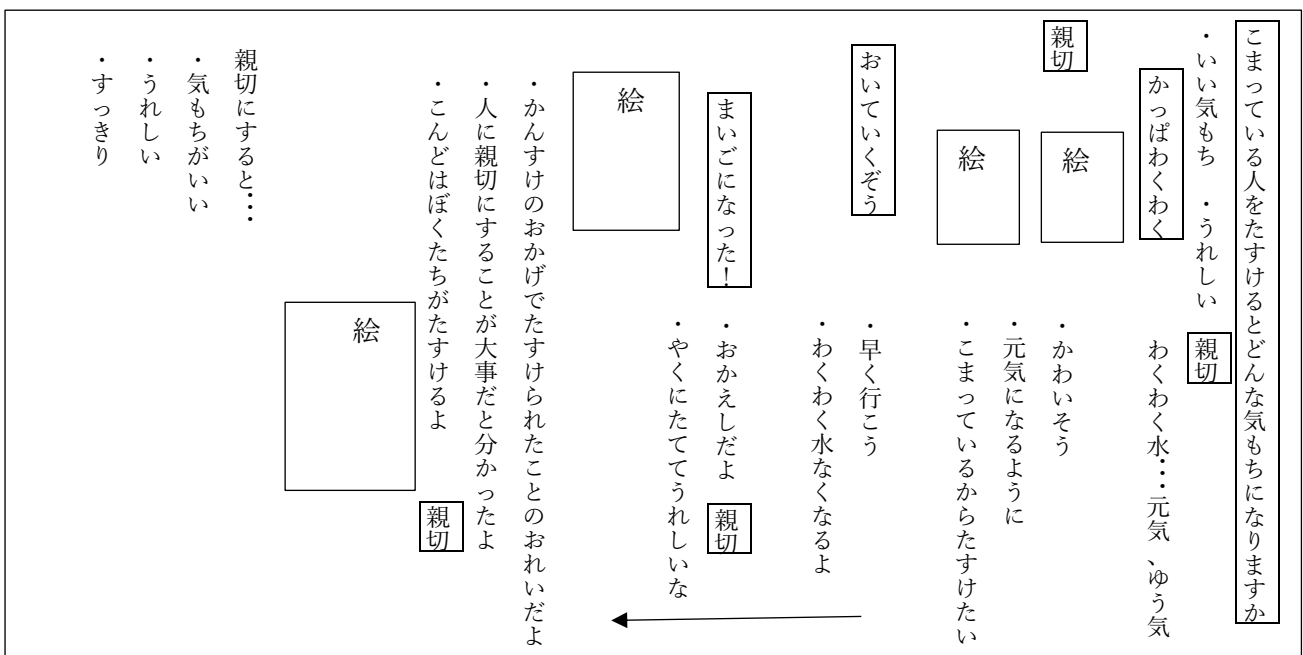 こまっている人をたすけるとどんな気もちになりますか
・いい気もち ・うれしい 親切
かっぱわくわく わくわく水…元気、ゆう気
親切
絵
・かわいそう
・元気になるように
絵
・こまっているからたすけたい
おいていくぞう
・早く行こう
・わくわく水なくなるよ
まいごになった！
・おかえしだよ 親切
・やくにたててうれしいな
絵
・かんすけのおかげでたすけられたことのおれいだよ
・人に親切にすることが大事だと分かったよ
・こんどはぼくたちがたすけるよ 親切
絵
親切にすると…
・気もちがいい
・うれしい
・すっきり